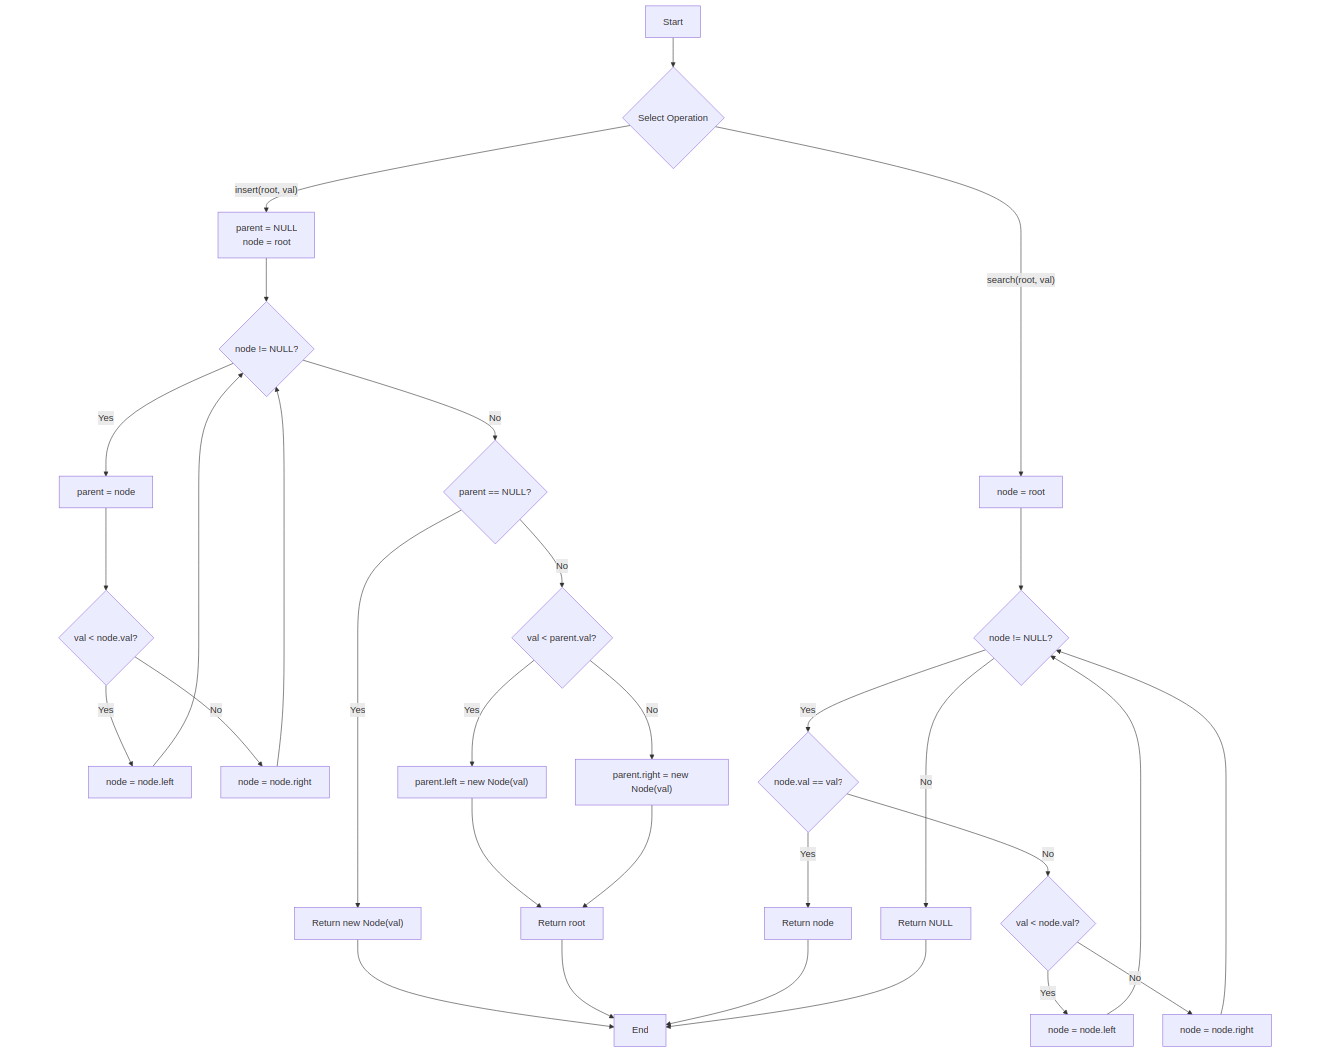 Start
Select Operation
insert(root, val)
parent = NULL
node = root
search(root, val)
node != NULL?
Yes
No
parent = node
parent == NULL?
node = root
No
val < node.val?
val < parent.val?
node != NULL?
Yes
No
Yes
Yes
No
Yes
node = node.left
node = node.right
parent.left = new Node(val)
parent.right = new
Node(val)
node.val == val?
No
Yes
No
Return new Node(val)
Return root
Return node
Return NULL
val < node.val?
No
Yes
End
node = node.left
node = node.right